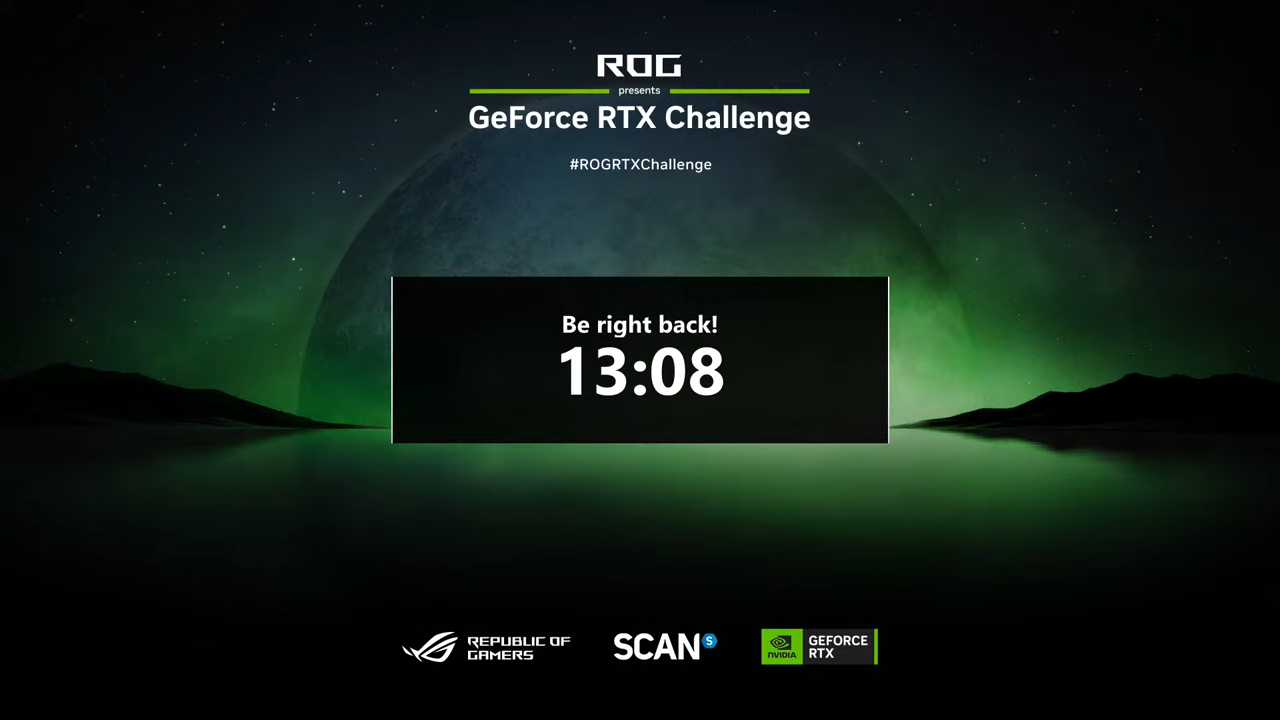 ROG
presents
GeForce RTX Challenge
#ROGRTXChallenge
Be right back!
13:08
REPUBLIC OF
GAMERS
SCAN S
NVIDIA
GEFORCE
RTX